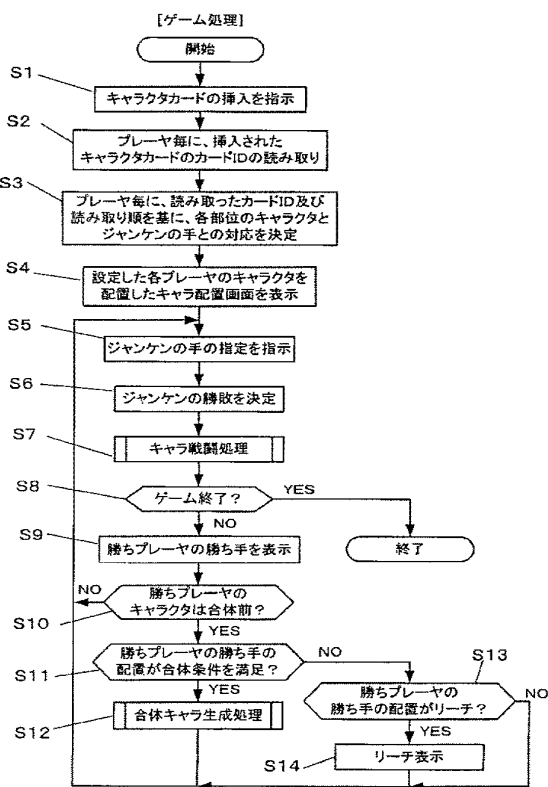 [ゲーム処理]
開始
S1
キャラクタカードの挿入を指示
S2
プレーヤ毎に、挿入された
キャラクタカードのカードIDの読み取り
S3
プレーヤ毎に、読み取ったカードID及び
読み取り順を基に、各部位のキャラクタと
ジャンケンの手との対応を決定
S4
設定した各プレーヤのキャラクタを
配置したキャラ配置画面を表示
S5
ジャンケンの手の指定を指示
S6
ジャンケンの勝敗を決定
S7
キャラ戦闘処理
S8
ゲーム終了？
YES
NO
終了
S9
勝ちプレーヤの勝ち手を表示
S10
勝ちプレーヤの
キャラクタは合体前？
NO
YES
S11
勝ちプレーヤの勝ち手の
配置が合体条件を満足？
NO
YES
S12
合体キャラ生成処理
S13
勝ちプレーヤの
勝ち手の配置がリーチ？
NO
YES
S14
リーチ表示